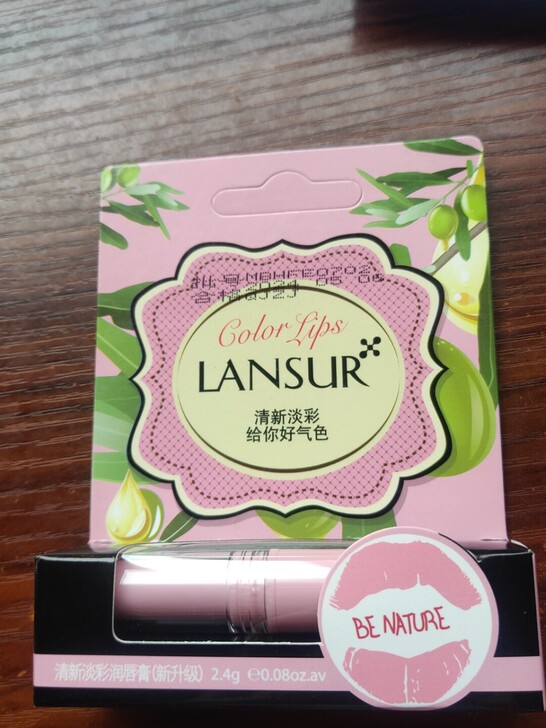 Color Lips
LANSUR
清新淡彩
给你好气色
BE NATURE
清新淡彩润唇膏(新升级) 2.4g ℮0.08oz.av